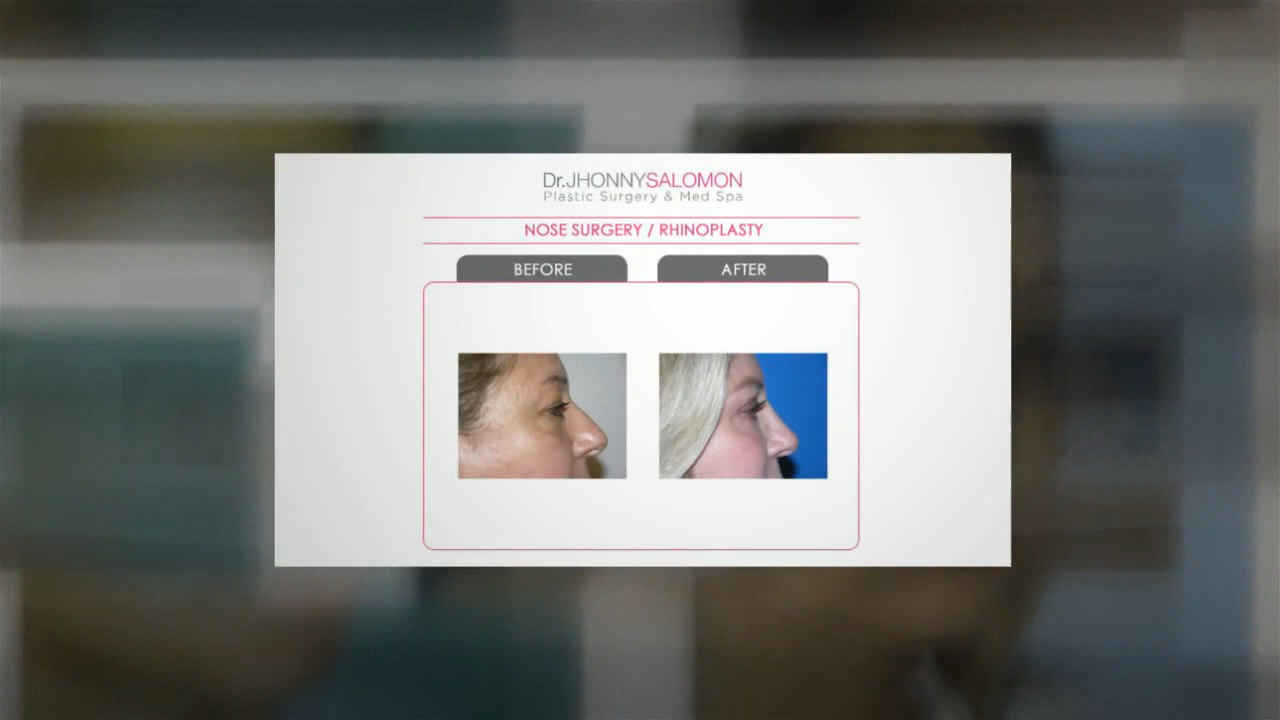 Dr.JHONNYSALOMON
Plastic Surgery & Med Spa
NOSE SURGERY / RHINOPLASTY
BEFORE
AFTER